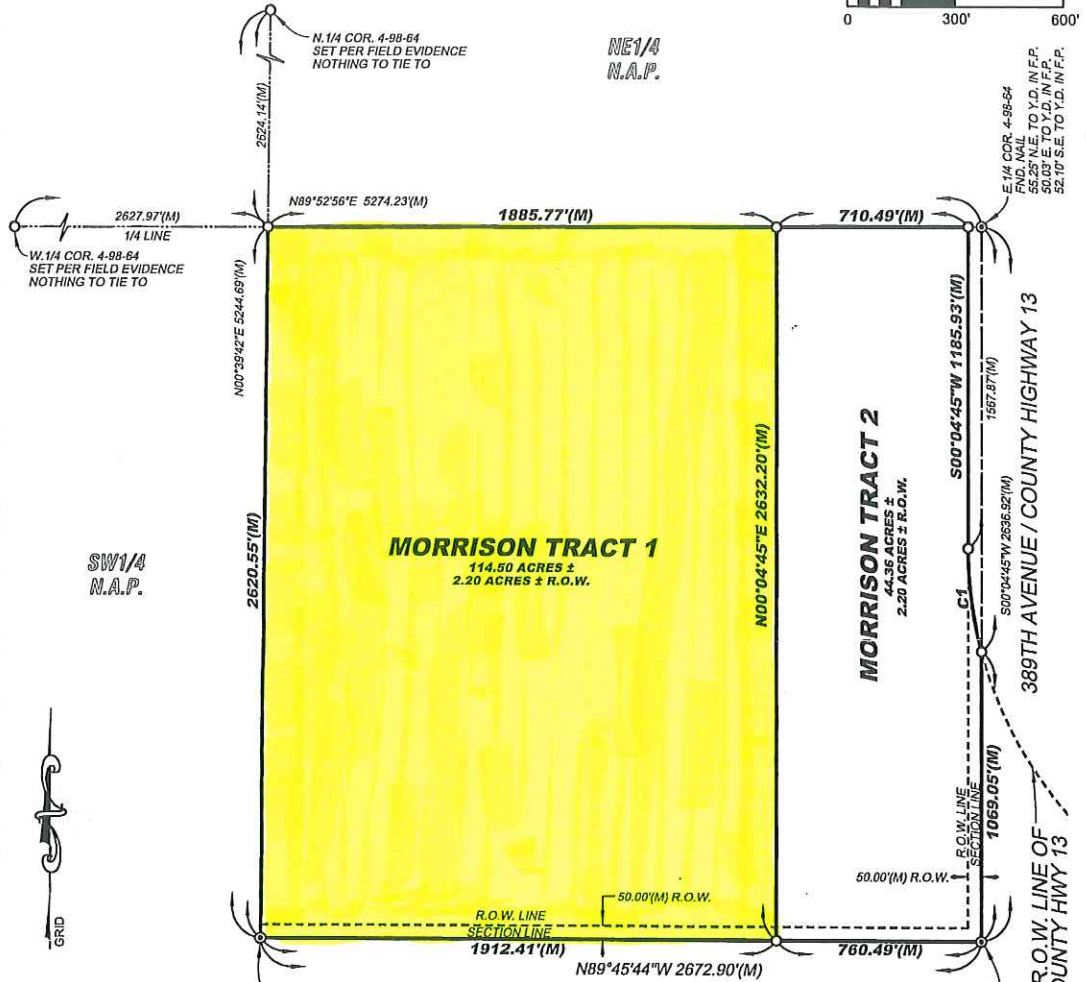 0 300' 600'
N.1/4 COR. 4-98-64
SET PER FIELD EVIDENCE
NOTHING TO TIE TO
NE1/4
N.A.P.
2624.14'(M)
E.1/4 COR. 4-98-64
FND. NAIL
55.25' N.E. TO Y.D. IN F.P.
50.03' E. TO Y.D. IN F.P.
52.10' S.E. TO Y.D. IN F.P.
2627.97'(M)
1/4 LINE
W.1/4 COR. 4-98-64
SET PER FIELD EVIDENCE
NOTHING TO TIE TO
N89°52'56"E 5274.23'(M)
1885.77'(M)
710.49'(M)
N00°39'42"E 5244.69'(M)
S00°04'45"W 1185.93'(M)
1567.87'(M)
389TH AVENUE / COUNTY HIGHWAY 13
SW1/4
N.A.P.
2620.55'(M)
MORRISON TRACT 1
114.50 ACRES ±
2.20 ACRES ± R.O.W.
N00°04'45"E 2632.20'(M)
MORRISON TRACT 2
44.36 ACRES ±
2.20 ACRES ± R.O.W.
C1
S00°04'45"W 2636.92'(M)
R.O.W. LINE
SECTION LINE
1069.05'(M)
50.00'(M) R.O.W.
R.O.W. LINE OF
COUNTY HWY 13
GRID
50.00'(M) R.O.W.
R.O.W. LINE
SECTION LINE
1912.41'(M)
760.49'(M)
N89°45'44"W 2672.90'(M)